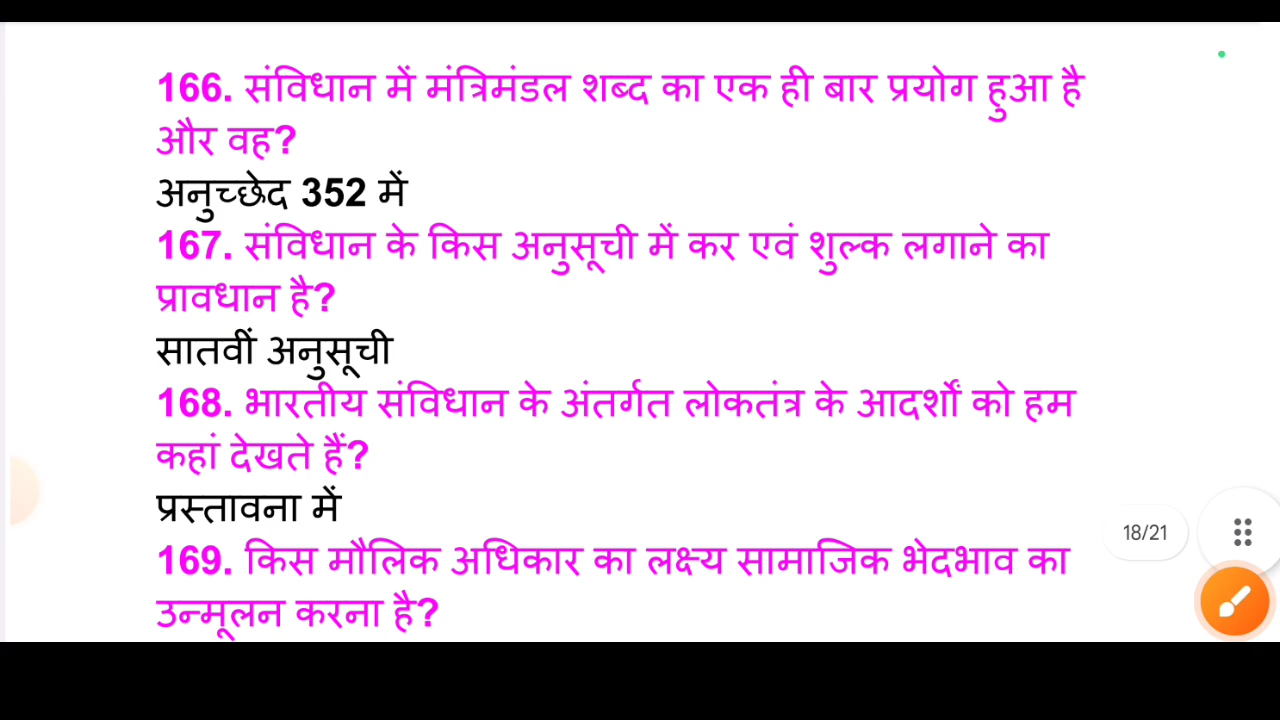 166. संविधान में मंत्रिमंडल शब्द का एक ही बार प्रयोग हुआ है
और वह?
अनुच्छेद 352 में
167. संविधान के किस अनुसूची में कर एवं शुल्क लगाने का
प्रावधान है?
सातवीं अनुसूची
168. भारतीय संविधान के अंतर्गत लोकतंत्र के आदर्शों को हम
कहां देखते हैं?
प्रस्तावना में
18/21
169. किस मौलिक अधिकार का लक्ष्य सामाजिक भेदभाव का
उन्मूलन करना है?